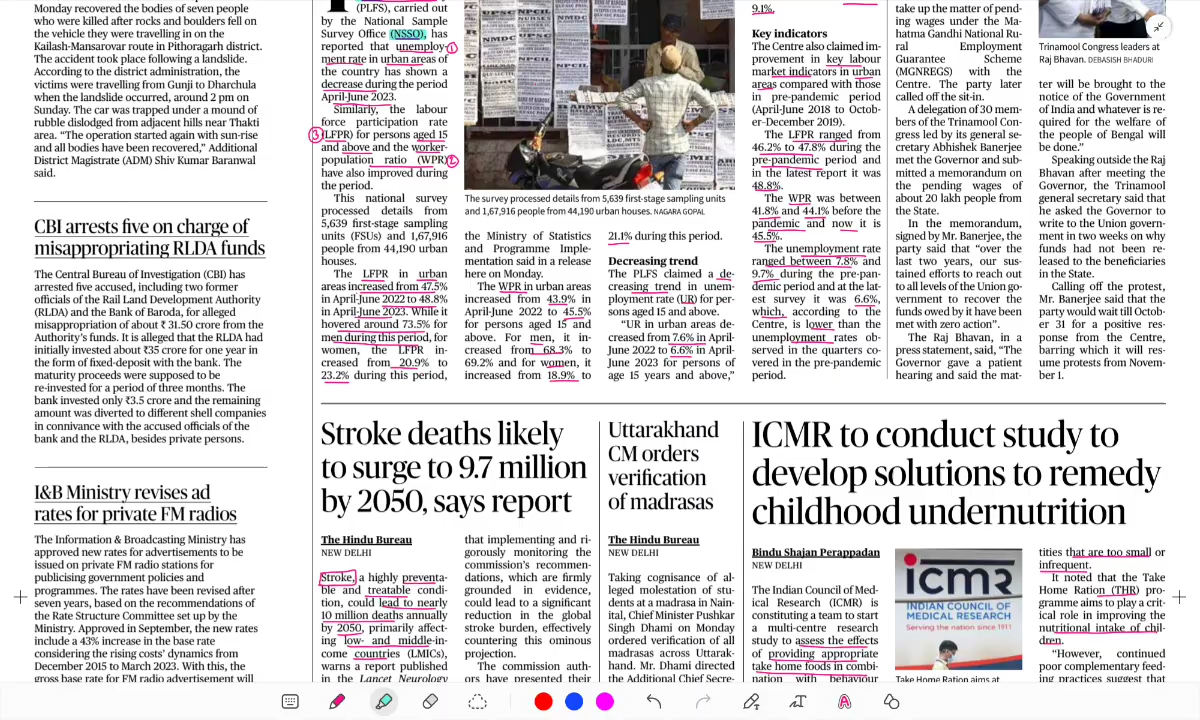 Monday recovered the bodies of seven people
who were killed after rocks and boulders fell on
the vehicle they were travelling in on the
Kailash-Mansarovar route in Pithoragarh district.
The accident took place following a landslide.
According to the district administration, the
victims were travelling from Gunji to Dharchula
when the landslide occurred, around 2 pm on
Sunday. The car was trapped under a mound of
rubble dislodged from adjacent hills near Thakti
area. “The operation started again with sun-rise
and all bodies have been recovered,” Additional
District Magistrate (ADM) Shiv Kumar Baranwal
said.
CBI arrests five on charge of
misappropriating RLDA funds
The Central Bureau of Investigation (CBI) has
arrested five accused, including two former
officials of the Rail Land Development Authority
(RLDA) and the Bank of Baroda, for alleged
misappropriation of about ₹ 31.50 crore from the
Authority’s funds. It is alleged that the RLDA had
initially invested about ₹35 crore for one year in
the form of fixed-deposit with the bank. The
maturity proceeds were supposed to be
re-invested for a period of three months. The
bank invested only ₹3.5 crore and the remaining
amount was diverted to different shell companies
in connivance with the accused officials of the
bank and the RLDA, besides private persons.
I&B Ministry revises ad
rates for private FM radios
The Information & Broadcasting Ministry has
approved new rates for advertisements to be
issued on private FM radio stations for
publicising government policies and
programmes. The rates have been revised after
seven years, based on the recommendations of
the Rate Structure Committee set up by the
Ministry. Approved in September, the new rates
include a 43% increase in the base rate
considering the rising costs’ dynamics from
December 2015 to March 2023. With this, the
gross base rate for FM radio advertisement will
(PLFS), carried out
by the National Sample
Survey Office (NSSO), has
reported that unemploy-
ment rate in urban areas of
the country has shown a
decrease during the period
April-June 2023.
Similarly, the labour
force participation rate
(LFPR) for persons aged 15
and above and the worker-
population ratio (WPR)
have also improved during
the period.
This national survey
processed details from
5,639 first-stage sampling
units (FSUs) and 1,67,916
people from 44,190 urban
houses.
The LFPR in urban
areas increased from 47.5%
in April-June 2022 to 48.8%
in April-June 2023. While it
hovered around 73.5% for
men during this period, for
women, the LFPR in-
creased from 20.9% to
23.2% during this period,
The survey processed details from 5,639 first-stage sampling
units and 1,67,916 people from 44,190 urban houses. NAGARA GOPAL
the Ministry of Statistics
and Programme Imple-
mentation said in a release
here on Monday.
The WPR in urban areas
increased from 43.9% in
April-June 2022 to 45.5%
for persons aged 15 and
above. For men, it in-
creased from 68.3% to
69.2% and for women, it
increased from 18.9% to
21.1% during this period.
Decreasing trend
The PLFS claimed a de-
creasing trend in unem-
ployment rate (UR) for per-
sons aged 15 and above.
“UR in urban areas de-
creased from 7.6% in April-
June 2022 to 6.6% in April-
June 2023 for persons of
age 15 years and above,”
9.1%.
Key indicators
The Centre also claimed im-
provement in key labour
market indicators in urban
areas compared with those
in pre-pandemic period
(April-June 2018 to Octob-
er-December 2019).
The LFPR ranged from
46.2% to 47.8% during the
pre-pandemic period and
in the latest report it was
48.8%.
The WPR was between
41.8% and 44.1% before the
pandemic and now it is
45.5%.
The unemployment rate
ranged between 7.8% and
9.7% during the pre-pan-
demic period and at the lat-
est survey it was 6.6%,
which, according to the
Centre, is lower than the
unemployment rates ob-
served in the quarters co-
vered in the pre-pandemic
period.
take up the matter of pend-
ing wages under the Ma-
hatma Gandhi National Ru-
ral Employment
Guarantee Scheme
(MGNREGS) with the
Centre. The party later
called off the sit-in.
A delegation of 30 mem-
bers of the Trinamool Con-
gress led by its general se-
cretary Abhishek Banerjee
met the Governor and sub-
mitted a memorandum on
the pending wages of
about 20 lakh people from
the State.
In the memorandum,
signed by Mr. Banerjee, the
party said that “over the
last two years, our sus-
tained efforts to reach out
to all levels of the Union go-
vernment to recover the
funds owed by it have been
met with zero action”.
The Raj Bhavan, in a
press statement, said, “The
Governor gave a patient
hearing and said the mat-
Trinamool Congress leaders at
Raj Bhavan. DEBASISH BHADURI
ter will be brought to the
notice of the Government
of India and whatever is re-
quired for the welfare of
the people of Bengal will
be done.”
Speaking outside the Raj
Bhavan after meeting the
Governor, the Trinamool
general secretary said that
he asked the Governor to
write to the Union govern-
ment in two weeks on why
funds had not been re-
leased to the beneficiaries
in the State.
Calling off the protest,
Mr. Banerjee said that the
party would wait till Octob-
er 31 for a positive res-
ponse from the Centre,
barring which it will res-
ume protests from Novem-
ber 1.
Stroke deaths likely
to surge to 9.7 million
by 2050, says report
The Hindu Bureau
NEW DELHI
Stroke, a highly preventa-
ble and treatable condi-
tion, could lead to nearly
10 million deaths annually
by 2050, primarily affect-
ing low- and middle-in-
come countries (LMICs),
warns a report published
in the Lancet Neurology
that implementing and ri-
gorously monitoring the
commission’s recommen-
dations, which are firmly
grounded in evidence,
could lead to a significant
reduction in the global
stroke burden, effectively
countering this ominous
projection.
The commission auth-
ors have presented their
Uttarakhand
CM orders
verification
of madrasas
The Hindu Bureau
NEW DELHI
Taking cognisance of al-
leged molestation of stu-
dents at a madrasa in Nain-
ital, Chief Minister Pushkar
Singh Dhami on Monday
ordered verification of all
madrasas across Uttarak-
hand. Mr. Dhami directed
the Additional Chief Secre-
ICMR to conduct study to
develop solutions to remedy
childhood undernutrition
Bindu Shajan Perappadan
NEW DELHI
The Indian Council of Med-
ical Research (ICMR) is
constituting a team to start
a multi-centre research
study to assess the effects
of providing appropriate
take home foods in combi-
nation with behaviour
icmr
INDIAN COUNCIL OF
MEDICAL RESEARCH
Serving the nation since 1911
Take Home Ration aims at
tities that are too small or
infrequent.
It noted that the Take
Home Ration (THR) pro-
gramme aims to play a crit-
ical role in improving the
nutritional intake of chil-
dren.
“However, continued
poor complementary feed-
ing practices suggest that